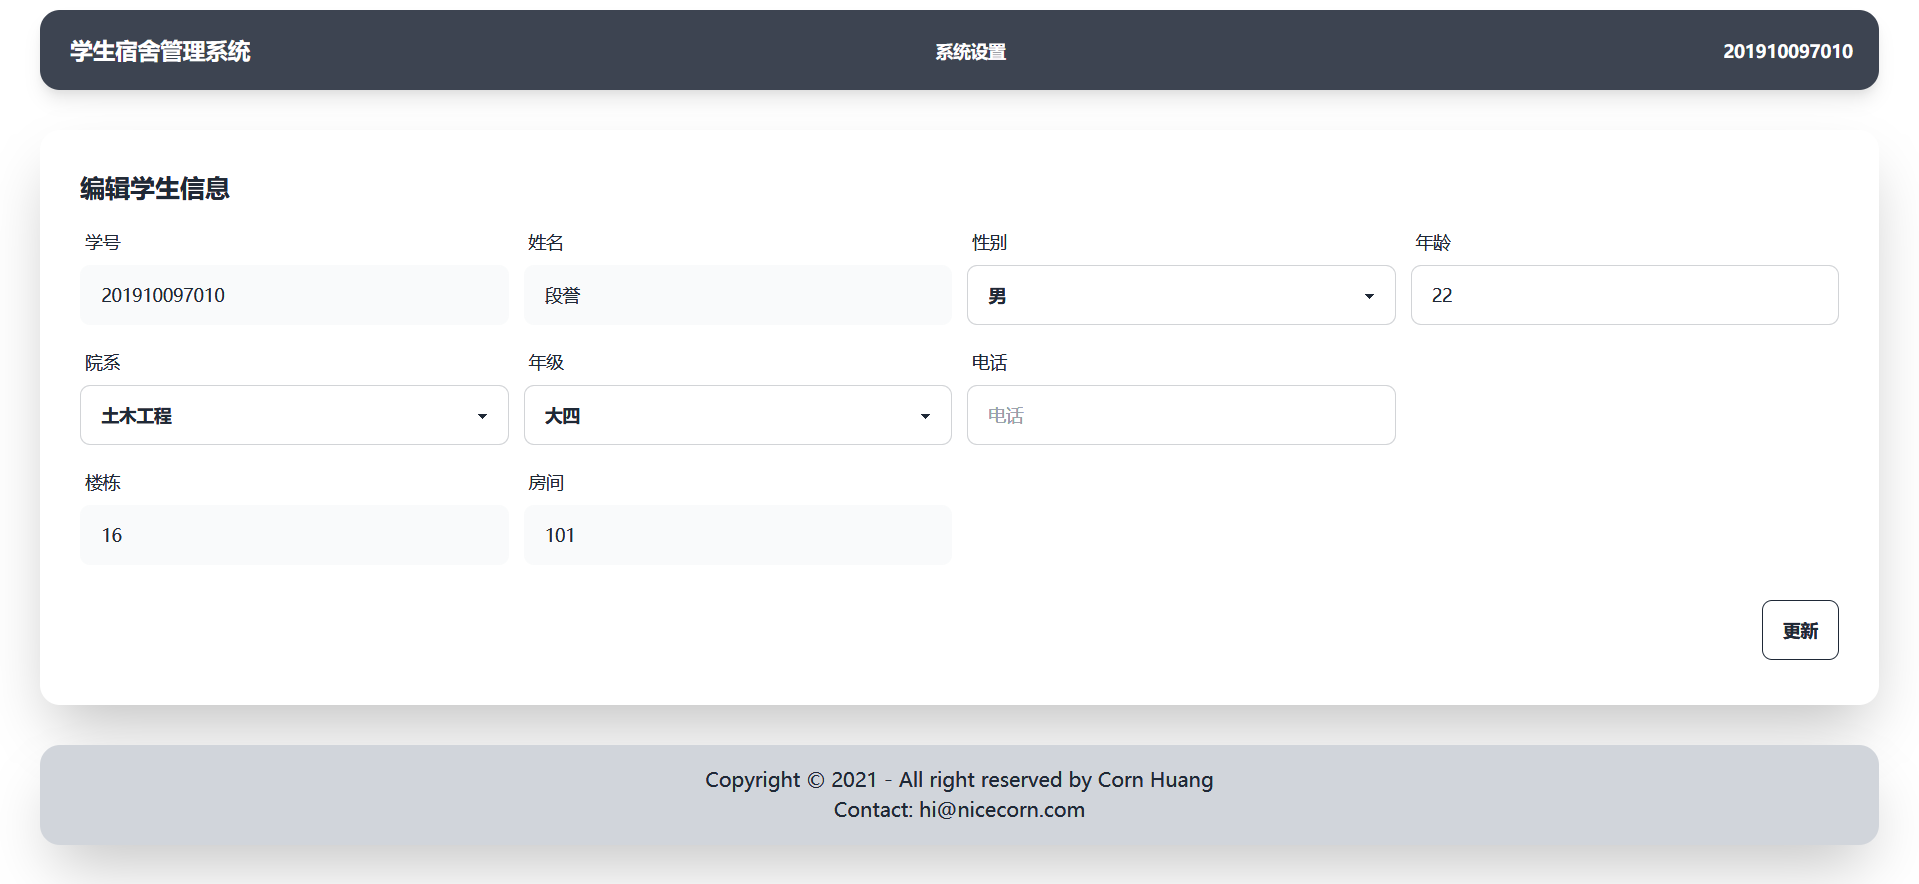 学生宿舍管理系统 系统设置 201910097010
编辑学生信息
学号 姓名 性别 年龄
201910097010 段誉 男 22
院系 年级 电话
土木工程 大四 电话
楼栋 房间
16 101
更新
Copyright © 2021 - All right reserved by Corn Huang
Contact: hi@nicecorn.com